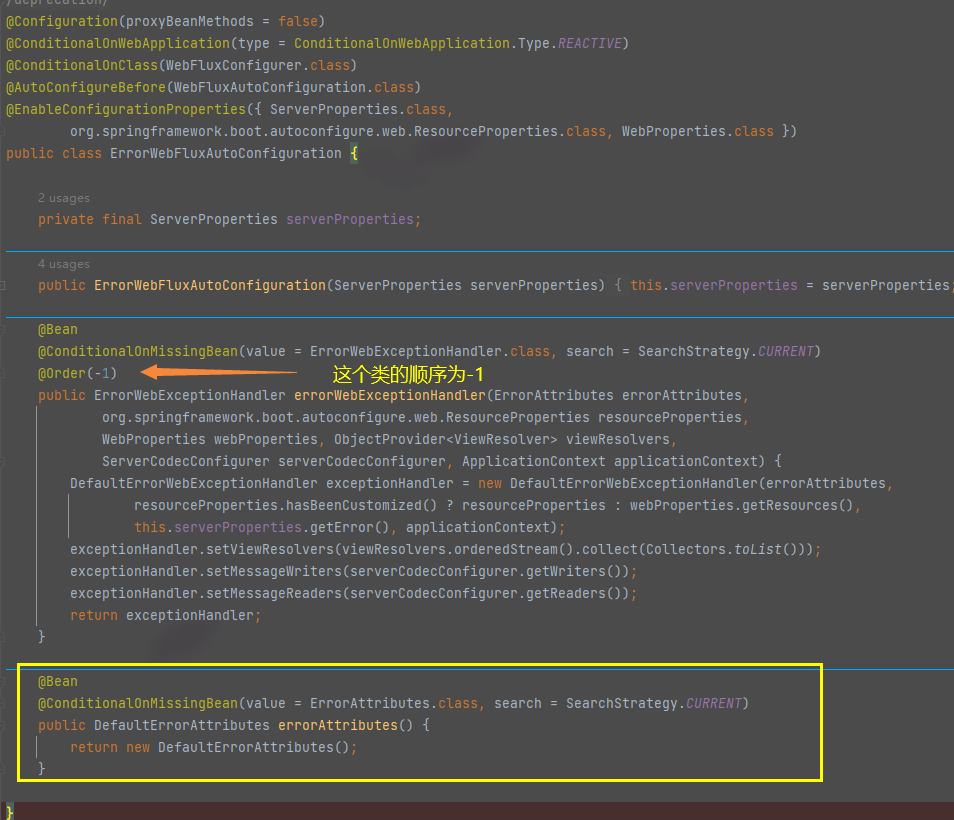 /deprecation/
@Configuration(proxyBeanMethods = false)
@ConditionalOnWebApplication(type = ConditionalOnWebApplication.Type.REACTIVE)
@ConditionalOnClass(WebFluxConfigurer.class)
@AutoConfigureBefore(WebFluxAutoConfiguration.class)
@EnableConfigurationProperties({ ServerProperties.class,
org.springframework.boot.autoconfigure.web.ResourceProperties.class, WebProperties.class })
public class ErrorWebFluxAutoConfiguration {
2 usages
private final ServerProperties serverProperties;
4 usages
public ErrorWebFluxAutoConfiguration(ServerProperties serverProperties) { this.serverProperties = serverProperties;
@Bean
@ConditionalOnMissingBean(value = ErrorWebExceptionHandler.class, search = SearchStrategy.CURRENT)
@Order(-1) 这个类的顺序为-1
public ErrorWebExceptionHandler errorWebExceptionHandler(ErrorAttributes errorAttributes,
org.springframework.boot.autoconfigure.web.ResourceProperties resourceProperties,
WebProperties webProperties, ObjectProvider<ViewResolver> viewResolvers,
ServerCodecConfigurer serverCodecConfigurer, ApplicationContext applicationContext) {
DefaultErrorWebExceptionHandler exceptionHandler = new DefaultErrorWebExceptionHandler(errorAttributes,
resourceProperties.hasBeenCustomized() ? resourceProperties : webProperties.getResources(),
this.serverProperties.getError(), applicationContext);
exceptionHandler.setViewResolvers(viewResolvers.orderedStream().collect(Collectors.toList()));
exceptionHandler.setMessageWriters(serverCodecConfigurer.getWriters());
exceptionHandler.setMessageReaders(serverCodecConfigurer.getReaders());
return exceptionHandler;
}
@Bean
@ConditionalOnMissingBean(value = ErrorAttributes.class, search = SearchStrategy.CURRENT)
public DefaultErrorAttributes errorAttributes() {
return new DefaultErrorAttributes();
}
}